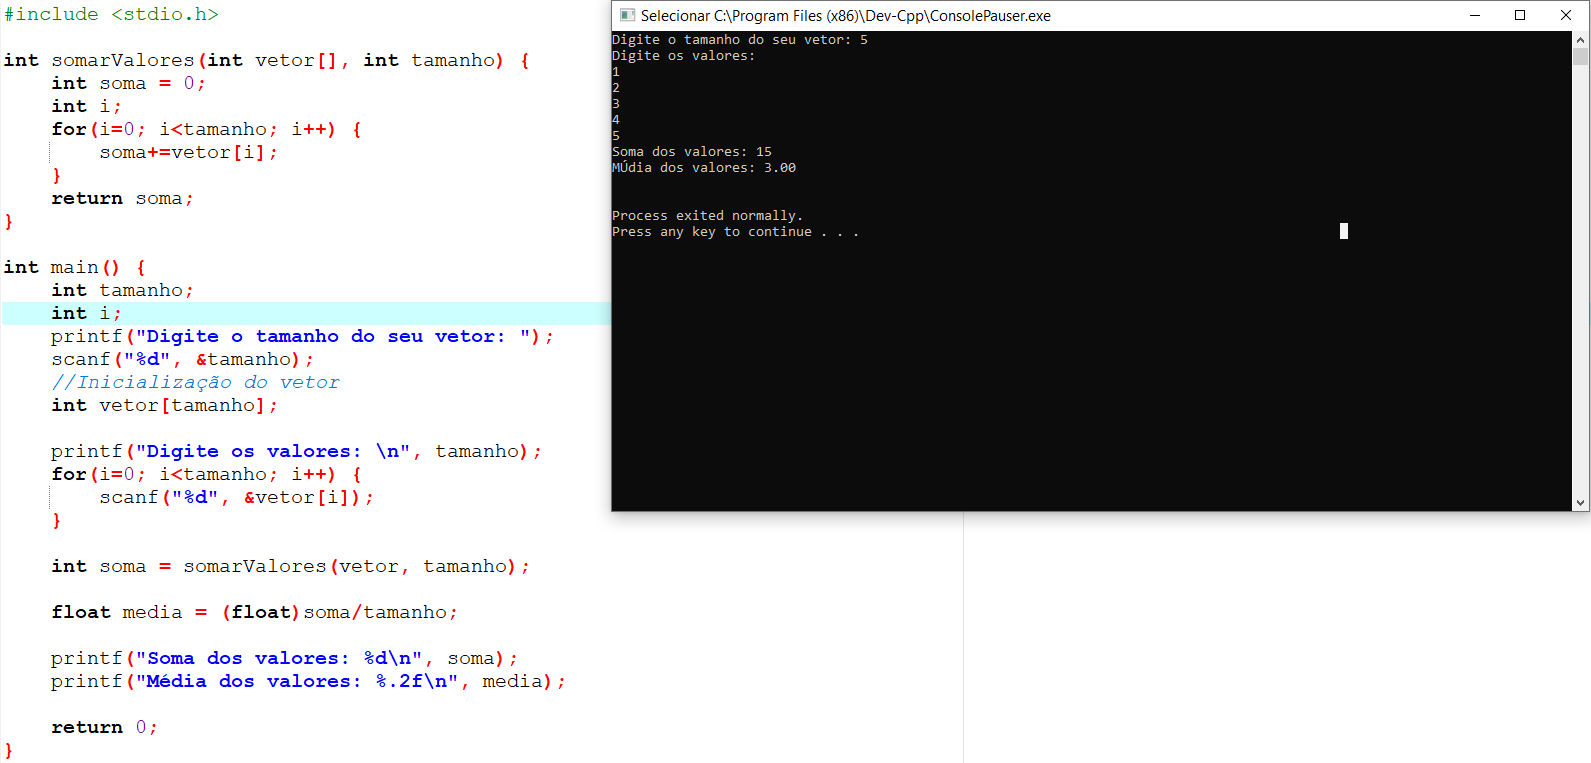 #include <stdio.h>
int somarValores(int vetor[], int tamanho) {
int soma = 0;
int i;
for(i=0; i<tamanho; i++) {
soma+=vetor[i];
}
return soma;
}
int main() {
int tamanho;
int i;
printf("Digite o tamanho do seu vetor: ");
scanf("%d", &tamanho);
//Inicialização do vetor
int vetor[tamanho];
printf("Digite os valores: \n", tamanho);
for(i=0; i<tamanho; i++) {
scanf("%d", &vetor[i]);
}
int soma = somarValores(vetor, tamanho);
float media = (float)soma/tamanho;
printf("Soma dos valores: %d\n", soma);
printf("Média dos valores: %.2f\n", media);
return 0;
}
Selecionar C:\Program Files (x86)\Dev-Cpp\ConsolePauser.exe
Digite o tamanho do seu vetor: 5
Digite os valores:
1
2
3
4
5
Soma dos valores: 15
MÚdia dos valores: 3.00
Process exited normally.
Press any key to continue . . .